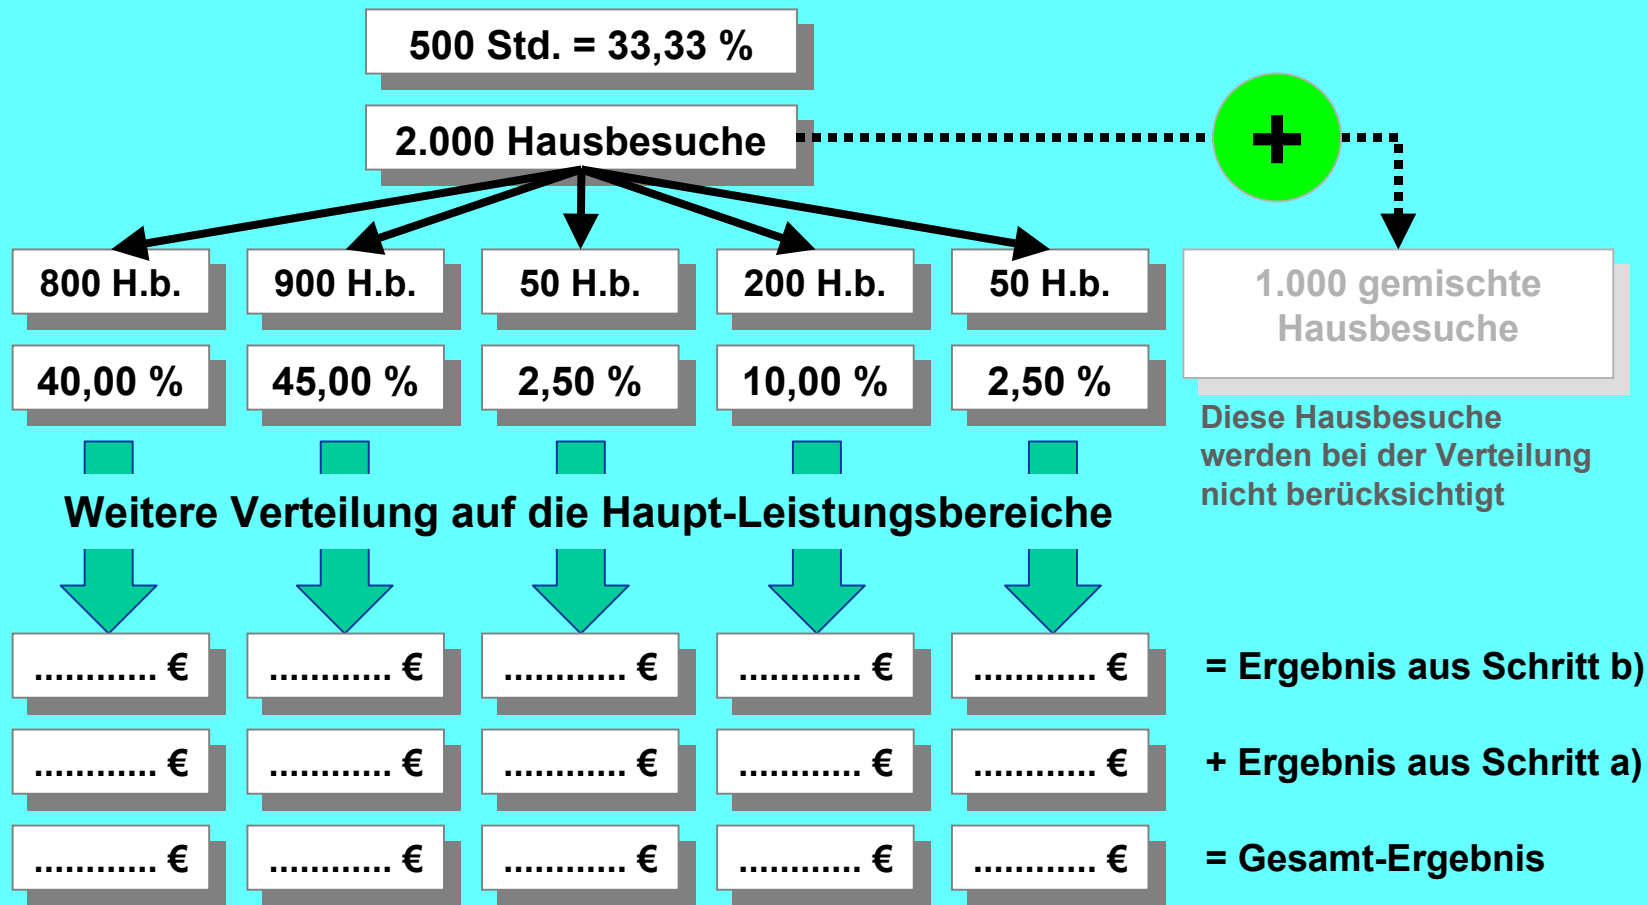 500 Std. = 33,33 %
2.000 Hausbesuche
+
800 H.b.
900 H.b.
50 H.b.
200 H.b.
50 H.b.
1.000 gemischte
Hausbesuche
40,00 %
45,00 %
2,50 %
10,00 %
2,50 %
Diese Hausbesuche
werden bei der Verteilung
nicht berücksichtigt
Weitere Verteilung auf die Haupt-Leistungsbereiche
............ €
............ €
............ €
............ €
............ €
= Ergebnis aus Schritt b)
............ €
............ €
............ €
............ €
............ €
+ Ergebnis aus Schritt a)
............ €
............ €
............ €
............ €
............ €
= Gesamt-Ergebnis